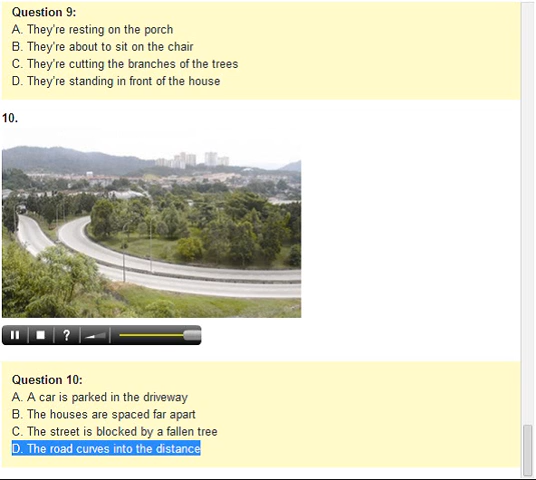 Question 9:
A. They're resting on the porch
B. They're about to sit on the chair
C. They're cutting the branches of the trees
D. They're standing in front of the house
10.
?
Question 10:
A. A car is parked in the driveway
B. The houses are spaced far apart
C. The street is blocked by a fallen tree
D. The road curves into the distance